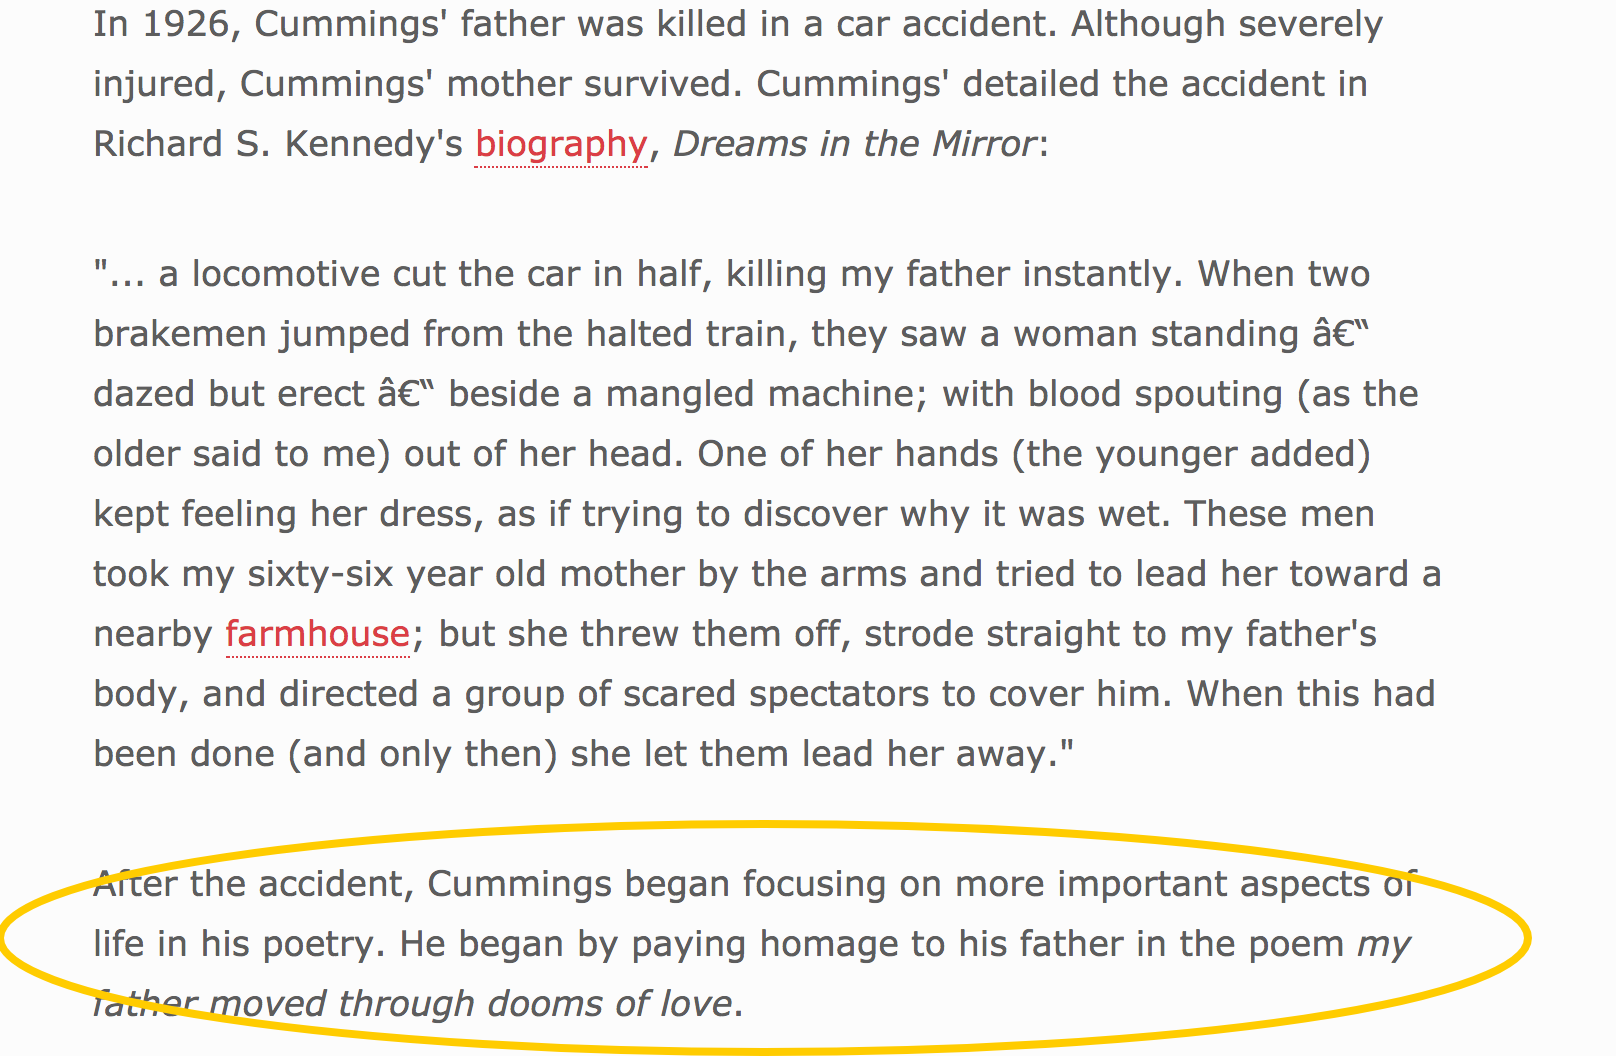 In 1926, Cummings' father was killed in a car accident. Although severely
injured, Cummings' mother survived. Cummings' detailed the accident in
Richard S. Kennedy's biography, Dreams in the Mirror:
"... a locomotive cut the car in half, killing my father instantly. When two
brakemen jumped from the halted train, they saw a woman standing â€“
dazed but erect â€“ beside a mangled machine; with blood spouting (as the
older said to me) out of her head. One of her hands (the younger added)
kept feeling her dress, as if trying to discover why it was wet. These men
took my sixty-six year old mother by the arms and tried to lead her toward a
nearby farmhouse; but she threw them off, strode straight to my father's
body, and directed a group of scared spectators to cover him. When this had
been done (and only then) she let them lead her away."
After the accident, Cummings began focusing on more important aspects of
life in his poetry. He began by paying homage to his father in the poem my
father moved through dooms of love.